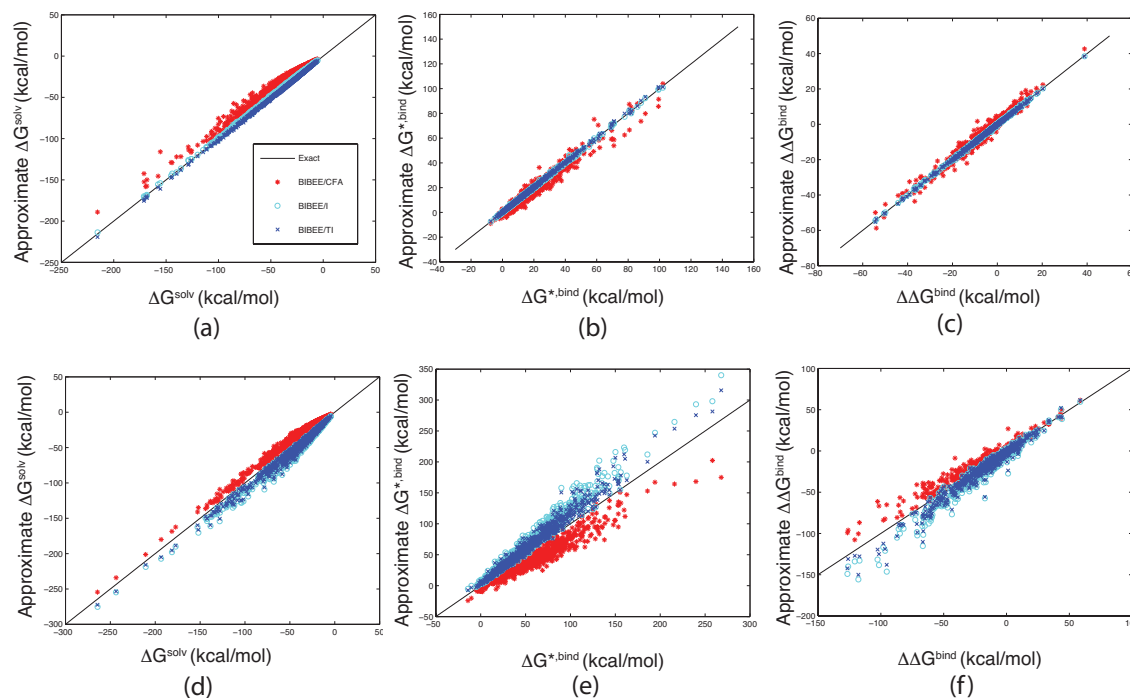 Approximate ΔG^solv (kcal/mol)
50
0
−50
−100
−150
−200
−250
Exact
BIBEE/CFA
BIBEE/I
BIBEE/TI
−250 −200 −150 −100 −50 0 50
ΔG^solv (kcal/mol)
(a)
Approximate ΔG*,bind (kcal/mol)
160
140
120
100
80
60
40
20
0
−20
−40
−40 −20 0 20 40 60 80 100 120 140 160
ΔG*,bind (kcal/mol)
(b)
Approximate ΔΔG^bind (kcal/mol)
60
40
20
0
−20
−40
−60
−80
−80 −60 −40 −20 0 20 40
ΔΔG^bind (kcal/mol)
(c)
Approximate ΔG^solv (kcal/mol)
50
0
−50
−100
−150
−200
−250
−300
−300 −250 −200 −150 −100 −50 0 50
ΔG^solv (kcal/mol)
(d)
Approximate ΔG*,bind (kcal/mol)
350
300
250
200
150
100
50
0
−50
−50 0 50 100 150 200 250 300
ΔG*,bind (kcal/mol)
(e)
Approximate ΔΔG^bind (kcal/mol)
100
50
0
−50
−100
−150
−200
−150 −100 −50 0 50
ΔΔG^bind (kcal/mol)
(f)